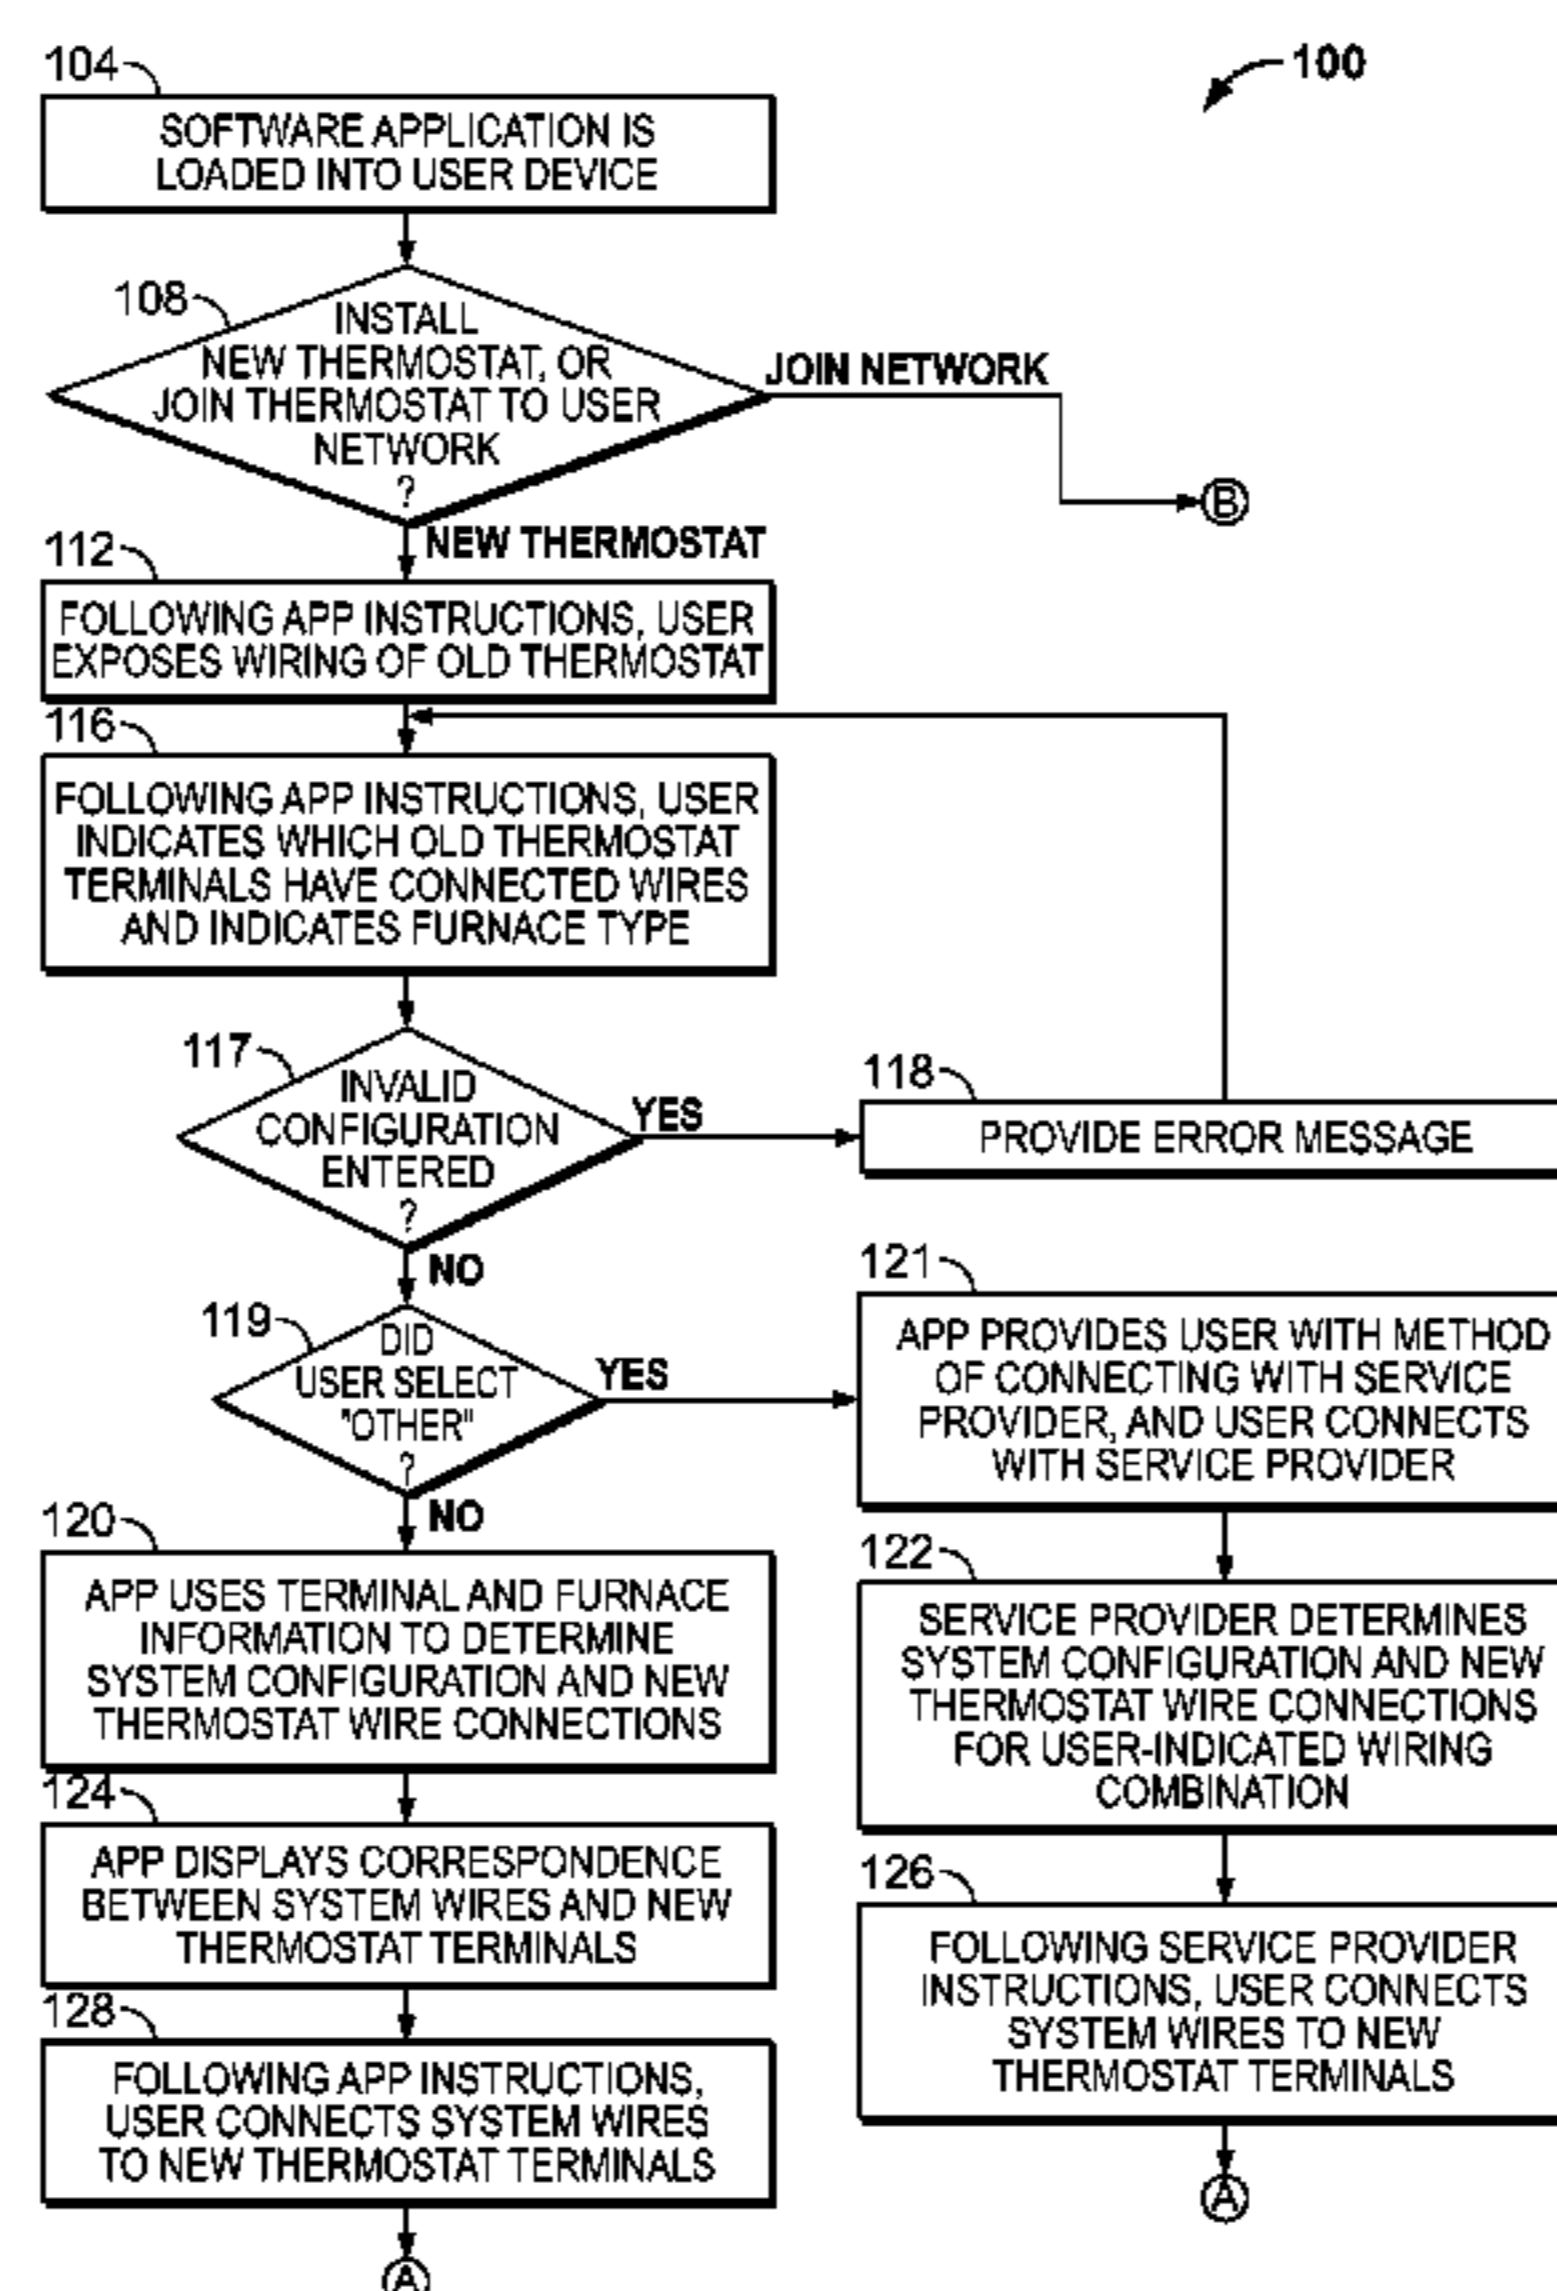 104
100
SOFTWARE APPLICATION IS
LOADED INTO USER DEVICE
108
INSTALL
NEW THERMOSTAT, OR
JOIN THERMOSTAT TO USER
NETWORK
?
JOIN NETWORK
B
NEW THERMOSTAT
112
FOLLOWING APP INSTRUCTIONS, USER
EXPOSES WIRING OF OLD THERMOSTAT
116
FOLLOWING APP INSTRUCTIONS, USER
INDICATES WHICH OLD THERMOSTAT
TERMINALS HAVE CONNECTED WIRES
AND INDICATES FURNACE TYPE
117
INVALID
CONFIGURATION
ENTERED
?
YES
118
PROVIDE ERROR MESSAGE
NO
119
DID
USER SELECT
"OTHER"
?
YES
121
APP PROVIDES USER WITH METHOD
OF CONNECTING WITH SERVICE
PROVIDER, AND USER CONNECTS
WITH SERVICE PROVIDER
NO
120
APP USES TERMINAL AND FURNACE
INFORMATION TO DETERMINE
SYSTEM CONFIGURATION AND NEW
THERMOSTAT WIRE CONNECTIONS
122
SERVICE PROVIDER DETERMINES
SYSTEM CONFIGURATION AND NEW
THERMOSTAT WIRE CONNECTIONS
FOR USER-INDICATED WIRING
COMBINATION
124
APP DISPLAYS CORRESPONDENCE
BETWEEN SYSTEM WIRES AND NEW
THERMOSTAT TERMINALS
126
FOLLOWING SERVICE PROVIDER
INSTRUCTIONS, USER CONNECTS
SYSTEM WIRES TO NEW
THERMOSTAT TERMINALS
128
FOLLOWING APP INSTRUCTIONS,
USER CONNECTS SYSTEM WIRES
TO NEW THERMOSTAT TERMINALS
A
A